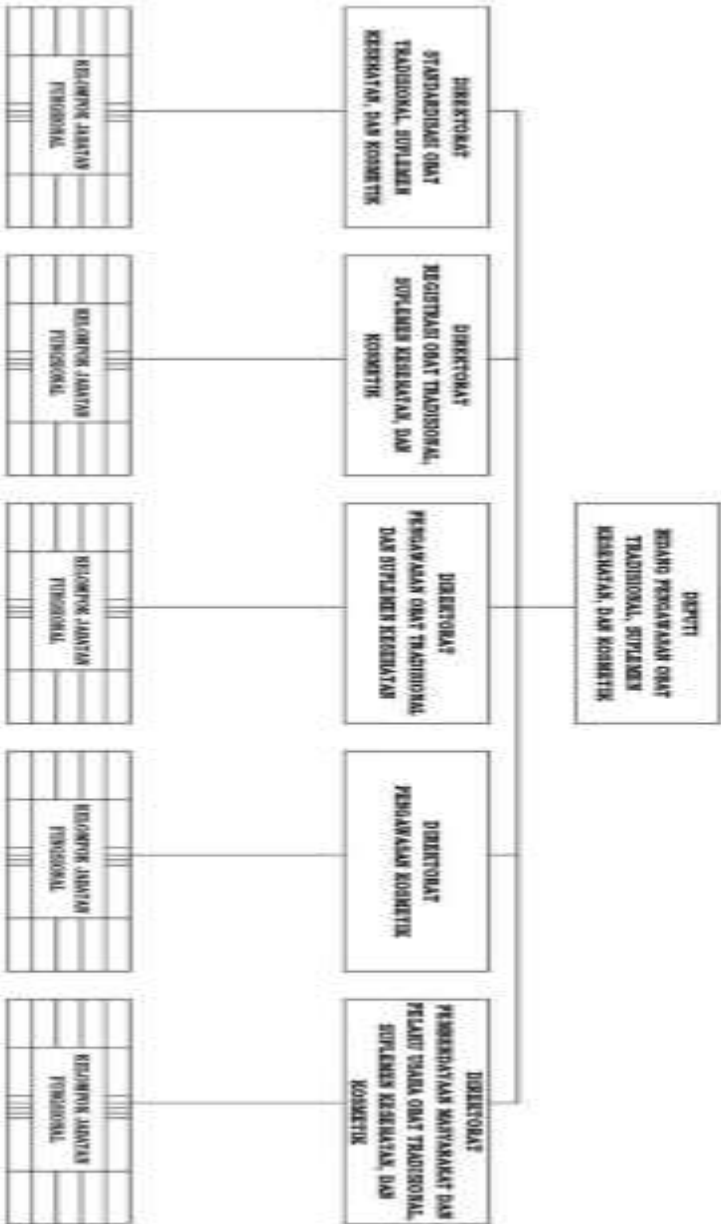 DEPUTI
BIDANG PENGAWASAN OBAT
TRADISIONAL, SUPLEMEN
KESEHATAN, DAN KOSMETIK
DIREKTORAT
STANDARDISASI OBAT
TRADISIONAL, SUPLEMEN
KESEHATAN, DAN KOSMETIK
DIREKTORAT
REGISTRASI OBAT TRADISIONAL,
SUPLEMEN KESEHATAN, DAN
KOSMETIK
DIREKTORAT
PENGAWASAN OBAT TRADISIONAL
DAN SUPLEMEN KESEHATAN
DIREKTORAT
PENGAWASAN KOSMETIK
DIREKTORAT
PEMBERDAYAAN MASYARAKAT DAN
PELAKU USAHA OBAT TRADISIONAL,
SUPLEMEN KESEHATAN, DAN
KOSMETIK
KELOMPOK JABATAN
FUNGSIONAL
KELOMPOK JABATAN
FUNGSIONAL
KELOMPOK JABATAN
FUNGSIONAL
KELOMPOK JABATAN
FUNGSIONAL
KELOMPOK JABATAN
FUNGSIONAL